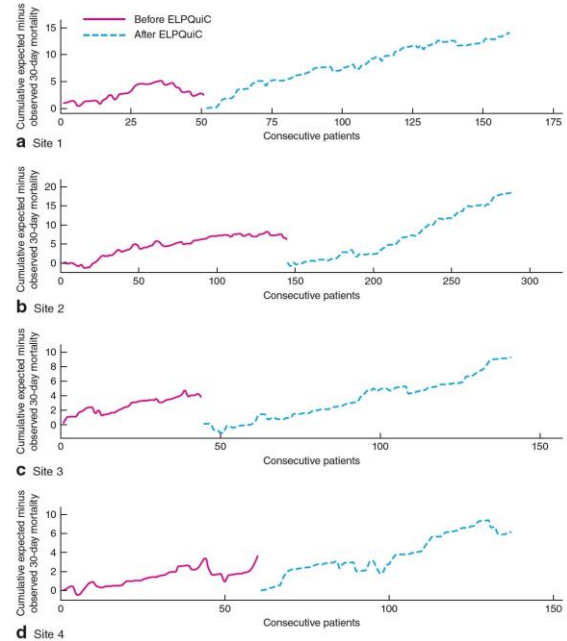 Before ELPQuiC
After ELPQuiC
Cumulative expected minus
observed 30-day mortality
15
10
5
0
0 25 50 75 100 125 150 175
Consecutive patients
a Site 1
Cumulative expected minus
observed 30-day mortality
20
15
10
5
0
0 50 100 150 200 250 300
Consecutive patients
b Site 2
Cumulative expected minus
observed 30-day mortality
10
8
6
4
2
0
0 50 100 150
Consecutive patients
c Site 3
Cumulative expected minus
observed 30-day mortality
10
8
6
4
2
0
0 50 100 150
Consecutive patients
d Site 4